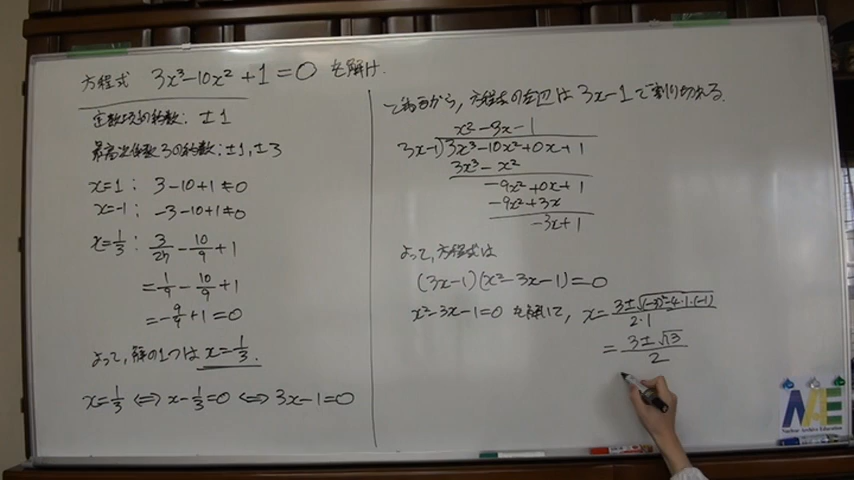 方程式 3x³-10x²+1=0 を解け.
定数項の約数: ±1
最高次係数3の約数: ±1, ±3
x=1: 3-10+1≠0
x=-1: -3-10+1≠0
x=1/3: 3/27-10/9+1
=1/9-10/9+1
=-9/9+1=0
よって, 解の1つは x=1/3.
x=1/3 ⇔ x-1/3=0 ⇔ 3x-1=0
であるから, 方程式の左辺は 3x-1 で割り切れる.
x²-3x-1
3x-1)3x³-10x²+0x+1
3x³-x²
-9x²+0x+1
-9x²+3x
-3x+1
よって, 方程式は
(3x-1)(x²-3x-1)=0
x²-3x-1=0 を解いて, x=3±√(-3)²-4・1・(-1)/2・1
=3±√13/2
NAE